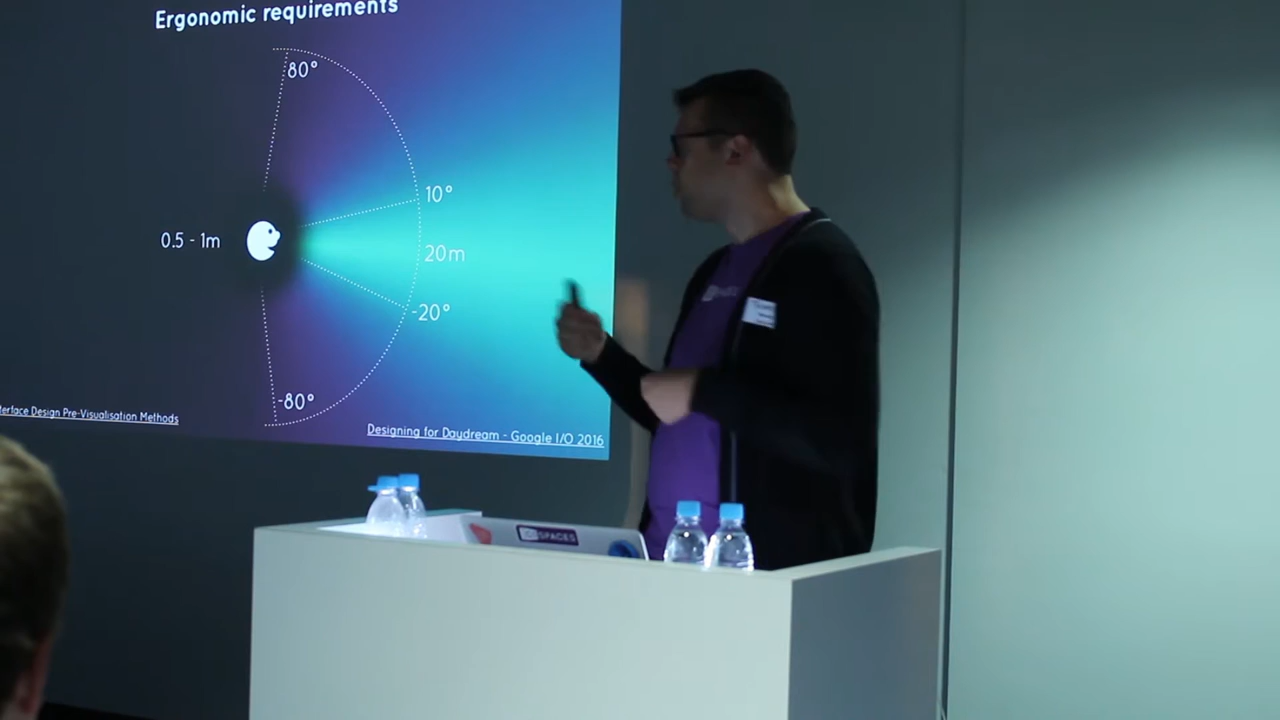 Ergonomic requirements
80°
10°
0.5 - 1m
20m
-20°
-80°
Design Pre-Visualisation Methods
Designing for Daydream - Google I/O 2016
SPACES